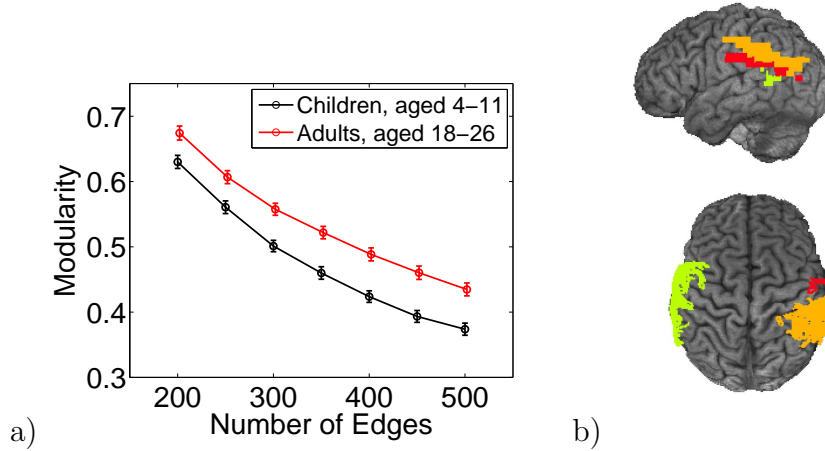 Children, aged 4−11
Adults, aged 18−26
0.7
0.6
0.5
0.4
0.3
Modularity
200 300 400 500
Number of Edges
a)
b)